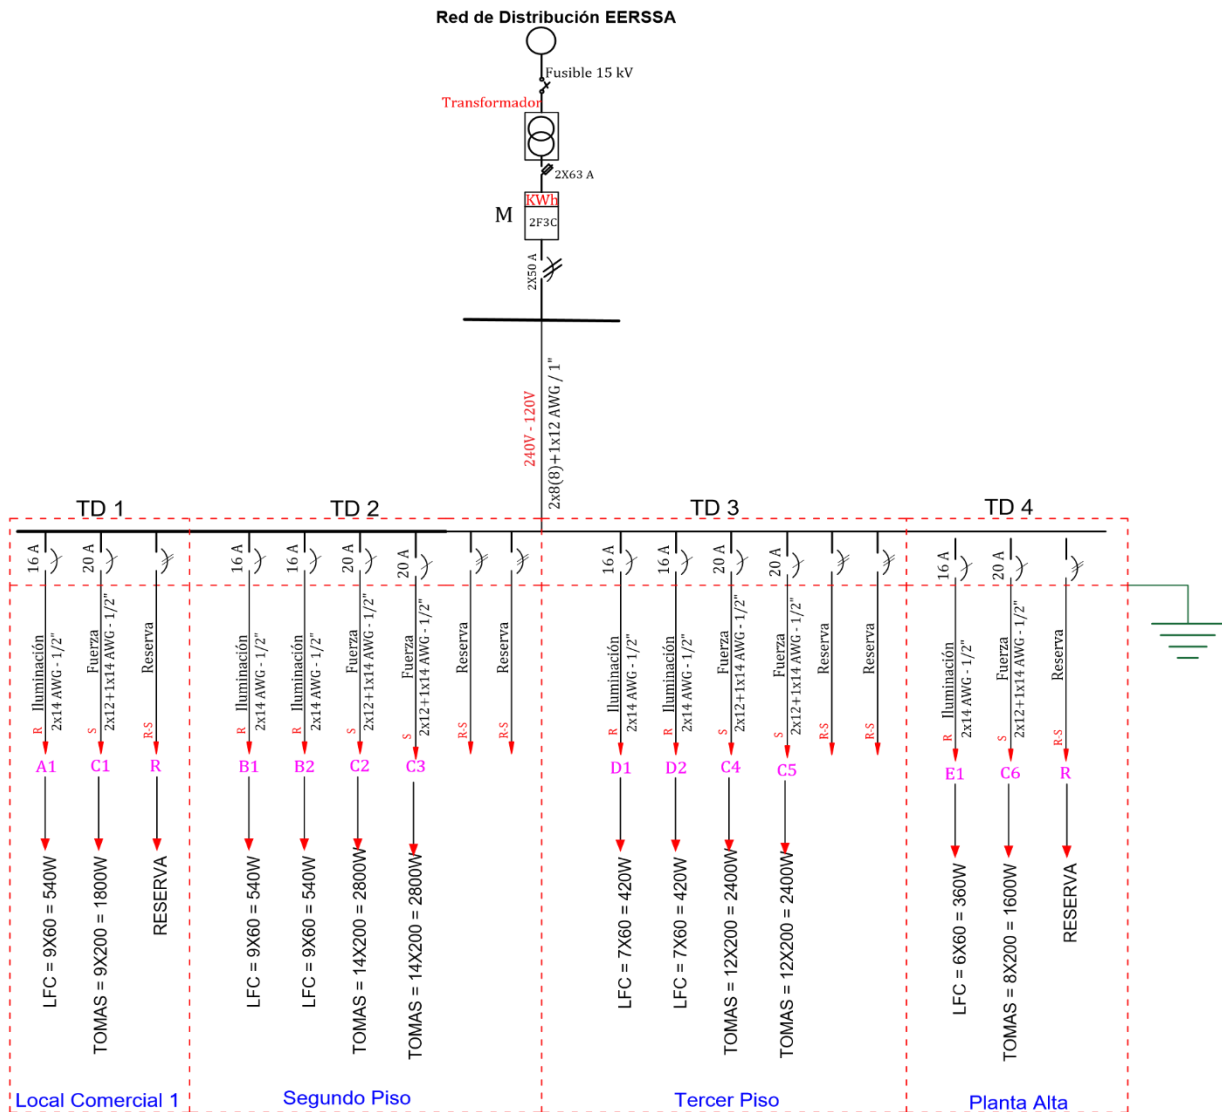 Red de Distribución EERSSA
Fusible 15 kV
Transformador
2X63 A
KWh
M
2F3C
2X50 A
240V - 120V
2x8(8)+1x12 AWG / 1"
TD 1
TD 2
TD 3
TD 4
16 A
20 A
16 A
16 A
20 A
20 A
16 A
16 A
20 A
20 A
16 A
20 A
Iluminación
2x14 AWG - 1/2"
Fuerza
2x12+1x14 AWG - 1/2"
Reserva
Iluminación
2x14 AWG - 1/2"
Iluminación
2x14 AWG - 1/2"
Fuerza
2x12+1x14 AWG - 1/2"
Fuerza
2x12+1x14 AWG - 1/2"
Reserva
Reserva
Iluminación
2x14 AWG - 1/2"
Iluminación
2x14 AWG - 1/2"
Fuerza
2x12+1x14 AWG - 1/2"
Fuerza
2x12+1x14 AWG - 1/2"
Reserva
Reserva
Iluminación
2x14 AWG - 1/2"
Fuerza
2x12+1x14 AWG - 1/2"
Reserva
R
S
R-S
R
R
S
S
R-S
R-S
R
R
S
S
R-S
R-S
R
S
R-S
A1
C1
R
B1
B2
C2
C3
D1
D2
C4
C5
E1
C6
R
LFC = 9X60 = 540W
TOMAS = 9X200 = 1800W
RESERVA
LFC = 9X60 = 540W
LFC = 9X60 = 540W
TOMAS = 14X200 = 2800W
TOMAS = 14X200 = 2800W
LFC = 7X60 = 420W
LFC = 7X60 = 420W
TOMAS = 12X200 = 2400W
TOMAS = 12X200 = 2400W
LFC = 6X60 = 360W
TOMAS = 8X200 = 1600W
RESERVA
Local Comercial 1
Segundo Piso
Tercer Piso
Planta Alta